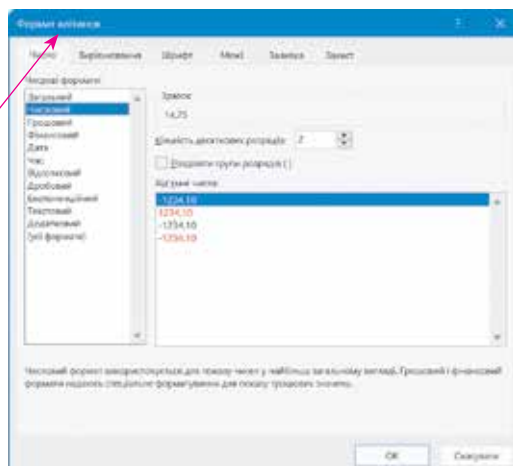 Формат клітинок
Число Вирівнювання Шрифт Межі Заливка Захист
Числові формати:
Загальний
Числовий
Грошовий
Фінансовий
Дата
Час
Відсотковий
Дробовий
Експоненційний
Текстовий
Додатковий
(усі формати)
Зразок
14,75
Кількість десяткових розрядів: 2
Розділяти групи розрядів ( )
Від'ємні числа:
-1234,10
1234,10
-1234,10
-1234,10
Числовий формат використовується для показу чисел у найбільш загальному вигляді. Грошовий і фінансовий
формати надають спеціальне форматування для показу грошових значень.
OK Скасувати